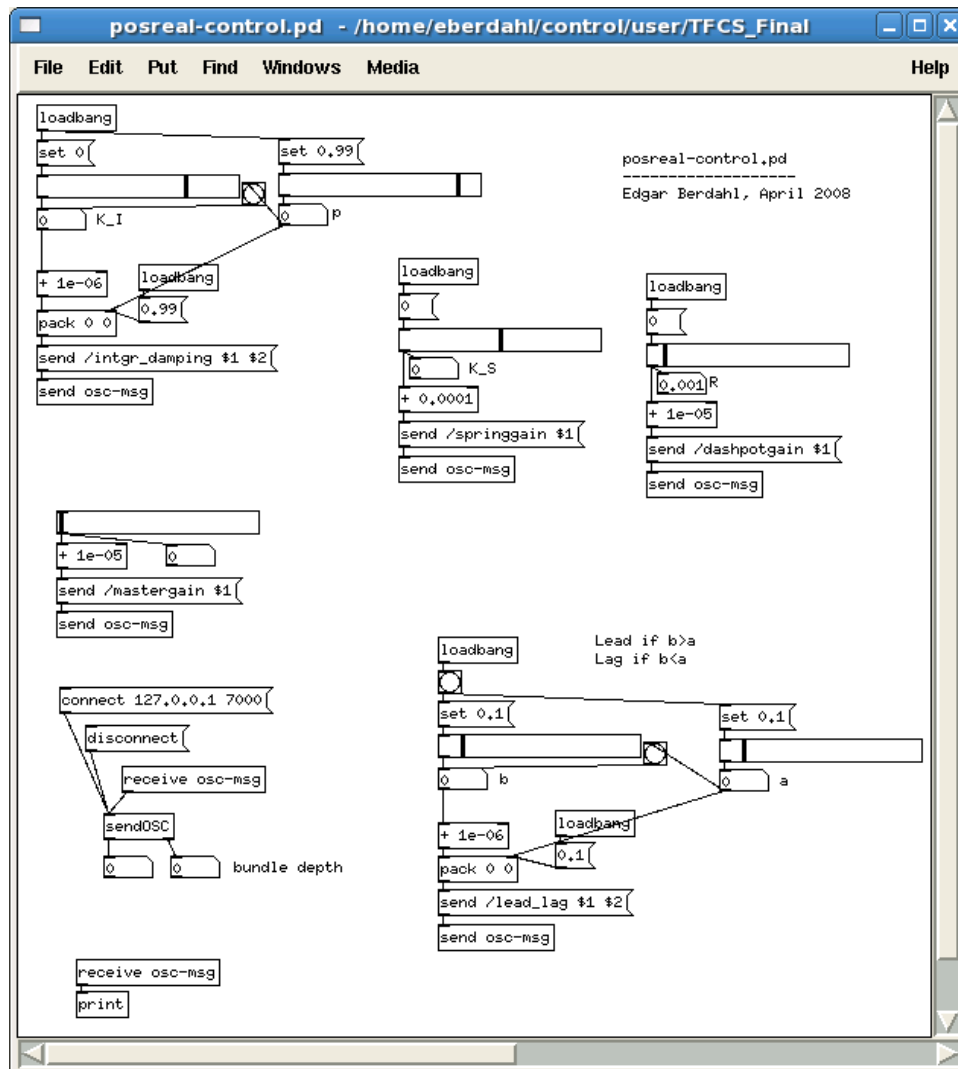 posreal-control.pd - /home/eberdahl/control/user/TFCS_Final
File Edit Put Find Windows Media Help
loadbang
set 0
set 0.99
0
K_I
0
p
+ 1e-06
loadbang
0.99
pack 0 0
send /intgr_damping $1 $2
send osc-msg
posreal-control.pd
-------------------
Edgar Berdahl, April 2008
loadbang
0
0
K_S
+ 0.0001
send /springgain $1
send osc-msg
loadbang
0
0.001
R
+ 1e-05
send /dashpotgain $1
send osc-msg
+ 1e-05
0
send /mastergain $1
send osc-msg
connect 127.0.0.1 7000
disconnect
receive osc-msg
sendOSC
0
0
bundle depth
Lead if b>a
Lag if b<a
loadbang
set 0.1
set 0.1
0
b
0
a
+ 1e-06
loadbang
0.1
pack 0 0
send /lead_lag $1 $2
send osc-msg
receive osc-msg
print